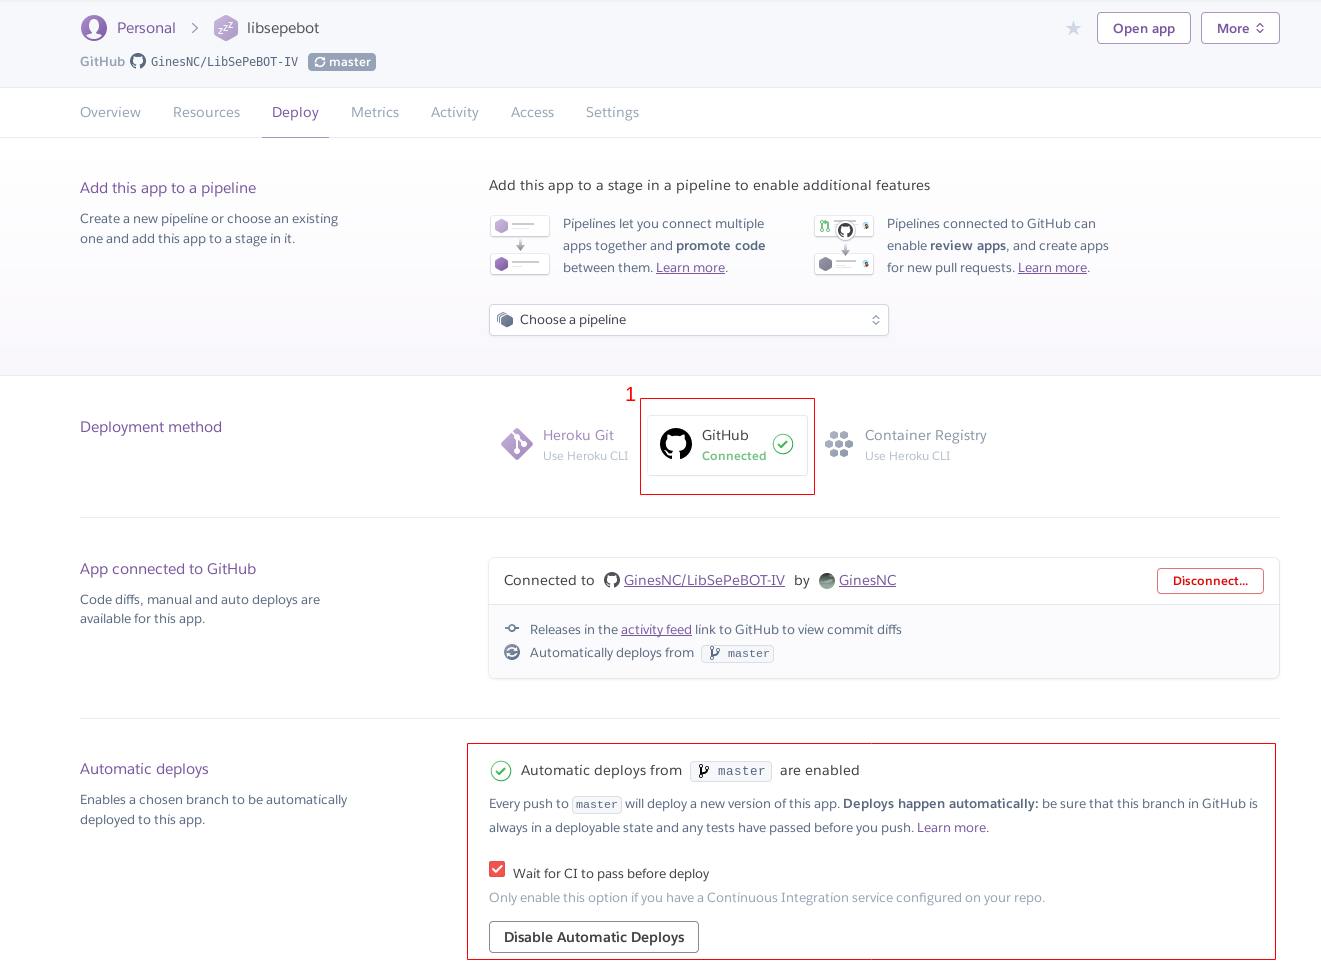 Personal > libsepebot
Open app
More
GitHub GinesNC/LibSePeBOT-IV master
Overview Resources Deploy Metrics Activity Access Settings
Add this app to a pipeline
Create a new pipeline or choose an existing
one and add this app to a stage in it.
Add this app to a stage in a pipeline to enable additional features
Pipelines let you connect multiple
apps together and promote code
between them. Learn more.
Pipelines connected to GitHub can
enable review apps, and create apps
for new pull requests. Learn more.
Choose a pipeline
1
Deployment method
Heroku Git
Use Heroku CLI
GitHub
Connected
Container Registry
Use Heroku CLI
App connected to GitHub
Code diffs, manual and auto deploys are
available for this app.
Connected to GinesNC/LibSePeBOT-IV by GinesNC
Disconnect...
Releases in the activity feed link to GitHub to view commit diffs
Automatically deploys from master
Automatic deploys
Enables a chosen branch to be automatically
deployed to this app.
Automatic deploys from master are enabled
Every push to master will deploy a new version of this app. Deploys happen automatically: be sure that this branch in GitHub is
always in a deployable state and any tests have passed before you push. Learn more.
Wait for CI to pass before deploy
Only enable this option if you have a Continuous Integration service configured on your repo.
Disable Automatic Deploys